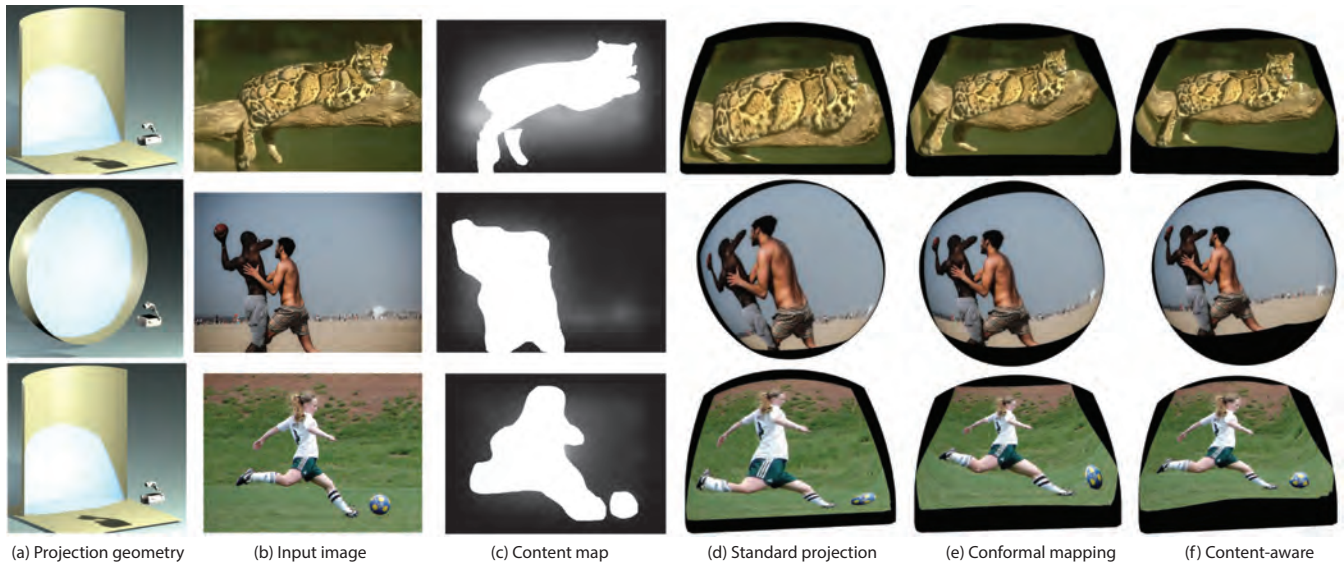 (a) Projection geometry
(b) Input image
(c) Content map
(d) Standard projection
(e) Conformal mapping
(f) Content-aware